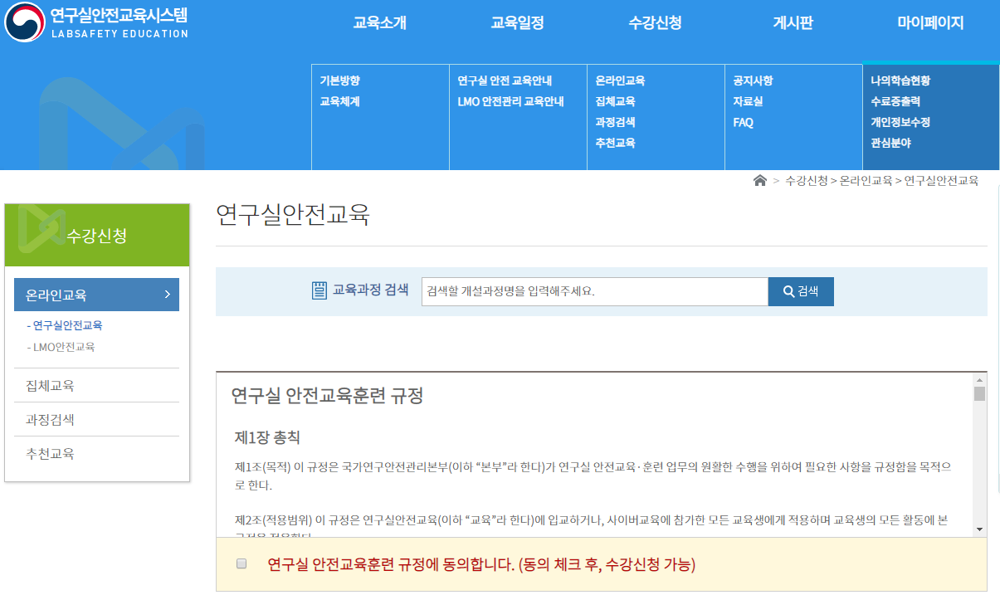 연구실안전교육시스템
LABSAFETY EDUCATION
교육소개
교육일정
수강신청
게시판
마이페이지
기본방향
교육체계
연구실 안전 교육안내
LMO 안전관리 교육안내
온라인교육
집체교육
과정검색
추천교육
공지사항
자료실
FAQ
나의학습현황
수료증출력
개인정보수정
관심분야
> 수강신청 > 온라인교육 > 연구실안전교육
수강신청
온라인교육
- 연구실안전교육
- LMO안전교육
집체교육
과정검색
추천교육
연구실안전교육
교육과정 검색
검색할 개설과정명을 입력해주세요.
검색
연구실 안전교육훈련 규정
제1장 총칙
제1조(목적) 이 규정은 국가연구안전관리본부(이하 “본부”라 한다)가 연구실 안전교육·훈련 업무의 원활한 수행을 위하여 필요한 사항을 규정함을 목적으
로 한다.
제2조(적용범위) 이 규정은 연구실안전교육(이하 “교육”라 한다)에 입교하거나, 사이버교육에 참가한 모든 교육생에게 적용하며 교육생의 모든 활동에 본
연구실 안전교육훈련 규정에 동의합니다. (동의 체크 후, 수강신청 가능)